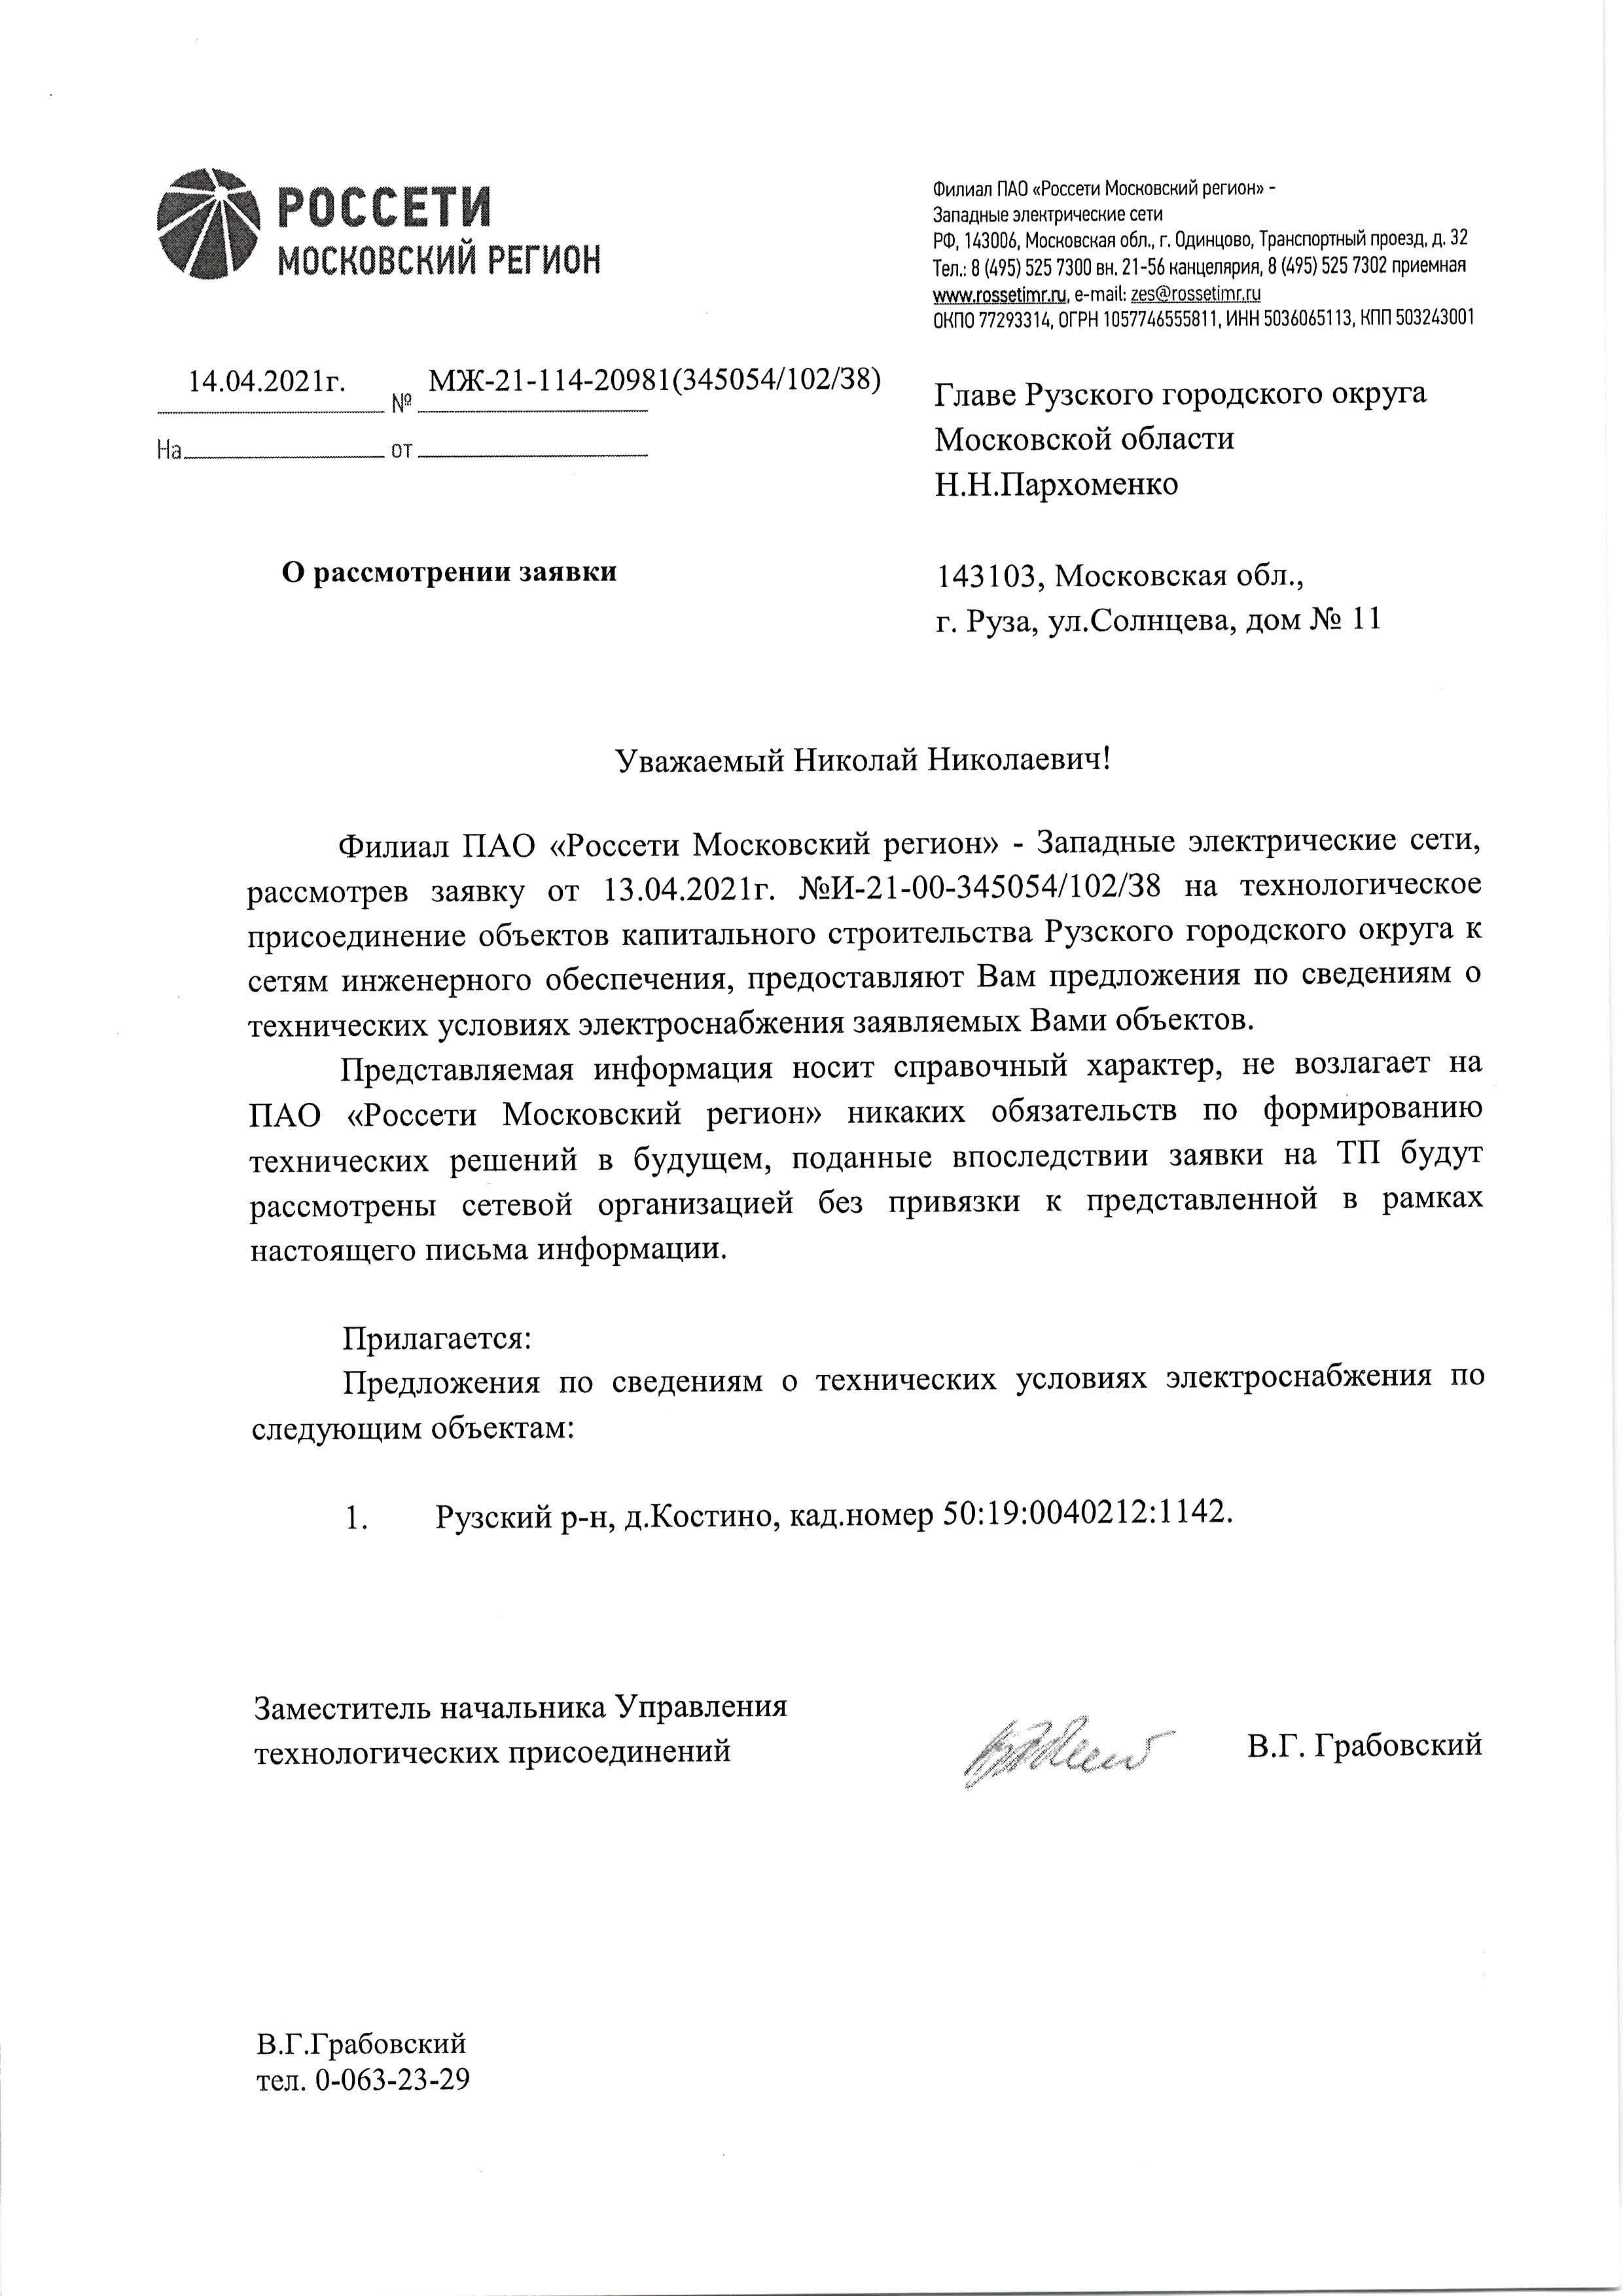 РОССЕТИ
МОСКОВСКИЙ РЕГИОН
Филиал ПАО «Россети Московский регион» -
Западные электрические сети
РФ, 143006, Московская обл., г. Одинцово, Транспортный проезд, д. 32
Тел.: 8 (495) 525 7300 вн. 21-56 канцелярия, 8 (495) 525 7302 приемная
www.rossetimr.ru, e-mail: zes@rossetimr.ru
ОКПО 77293314, ОГРН 1057746555811, ИНН 5036065113, КПП 503243001
14.04.2021г. № МЖ-21-114-20981(345054/102/38)
На от
Главе Рузского городского округа
Московской области
Н.Н.Пархоменко
О рассмотрении заявки
143103, Московская обл.,
г. Руза, ул.Солнцева, дом № 11
Уважаемый Николай Николаевич!
Филиал ПАО «Россети Московский регион» - Западные электрические сети,
рассмотрев заявку от 13.04.2021г. №И-21-00-345054/102/38 на технологическое
присоединение объектов капитального строительства Рузского городского округа к
сетям инженерного обеспечения, предоставляют Вам предложения по сведениям о
технических условиях электроснабжения заявляемых Вами объектов.
Представляемая информация носит справочный характер, не возлагает на
ПАО «Россети Московский регион» никаких обязательств по формированию
технических решений в будущем, поданные впоследствии заявки на ТП будут
рассмотрены сетевой организацией без привязки к представленной в рамках
настоящего письма информации.
Прилагается:
Предложения по сведениям о технических условиях электроснабжения по
следующим объектам:
1. Рузский р-н, д.Костино, кад.номер 50:19:0040212:1142.
Заместитель начальника Управления
технологических присоединений
В.Г. Грабовский
В.Г.Грабовский
тел. 0-063-23-29